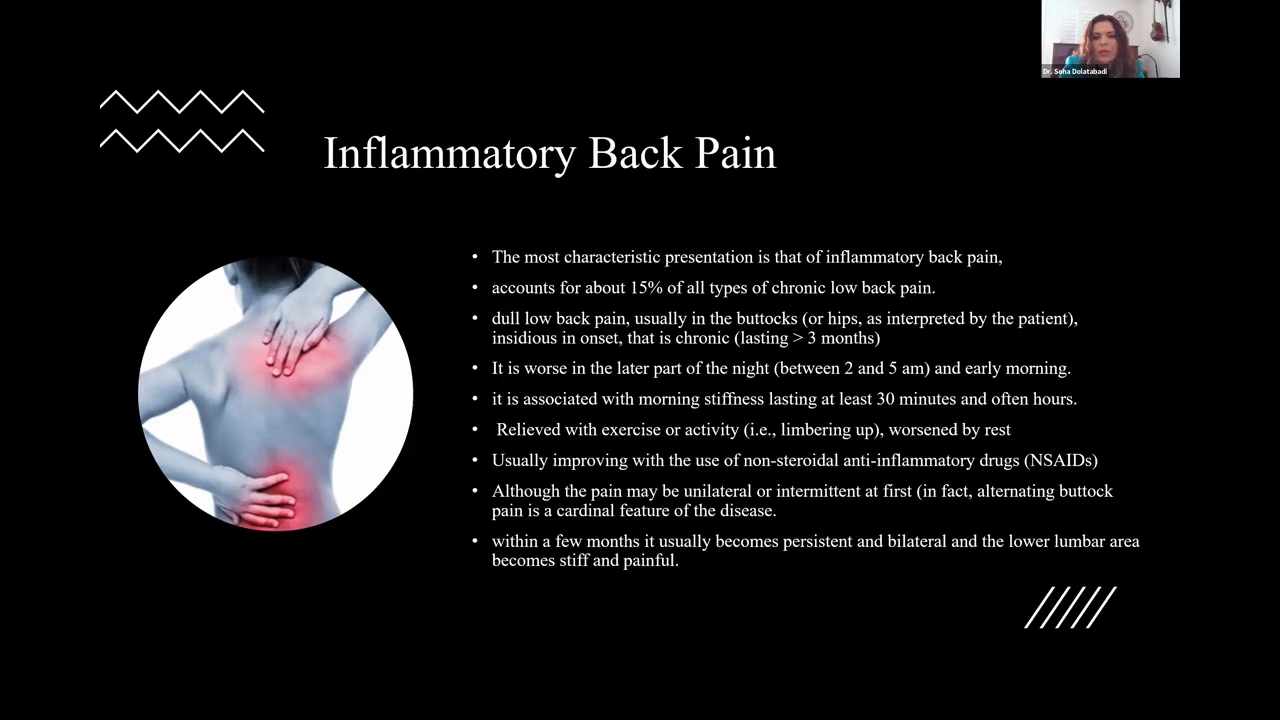 Dr. Soha Dolatabadi
Inflammatory Back Pain
• The most characteristic presentation is that of inflammatory back pain,
• accounts for about 15% of all types of chronic low back pain.
• dull low back pain, usually in the buttocks (or hips, as interpreted by the patient),
insidious in onset, that is chronic (lasting > 3 months)
• It is worse in the later part of the night (between 2 and 5 am) and early morning.
• it is associated with morning stiffness lasting at least 30 minutes and often hours.
• Relieved with exercise or activity (i.e., limbering up), worsened by rest
• Usually improving with the use of non-steroidal anti-inflammatory drugs (NSAIDs)
• Although the pain may be unilateral or intermittent at first (in fact, alternating buttock
pain is a cardinal feature of the disease.
• within a few months it usually becomes persistent and bilateral and the lower lumbar area
becomes stiff and painful.